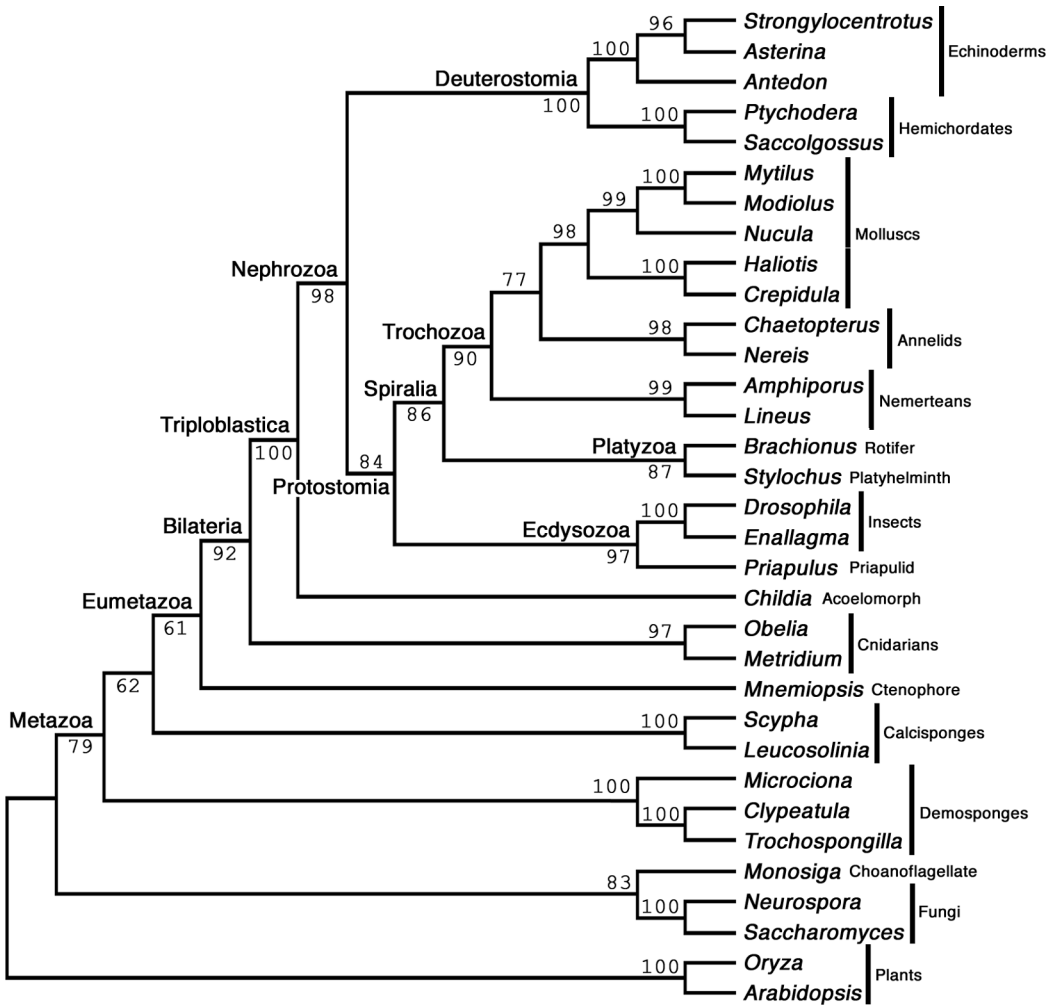 96 Strongylocentrotus
100 Asterina Echinoderms
Deuterostomia
Antedon
100
100 Ptychodera
Hemichordates
Saccolgossus
100 Mytilus
99 Modiolus
98 Nucula Molluscs
Nephrozoa
100 Haliotis
77
98
Crepidula
Trochozoa
98 Chaetopterus
Annelids
90
Nereis
Spiralia
99 Amphiporus
Nemerteans
86
Lineus
Triploblastica
Platyzoa Brachionus Rotifer
100
84 87
Stylochus Platyhelminth
Protostomia
100 Drosophila
Insects
Bilateria
Ecdysozoa
Enallagma
92
97
Priapulus Priapulid
Eumetazoa
Childia Acoelomorph
61
97 Obelia
Cnidarians
Metridium
62
Mnemiopsis Ctenophore
Metazoa
100 Scypha
Calcisponges
79
Leucosolinia
100 Microciona
100 Clypeatula
Demosponges
Trochospongilla
83 Monosiga Choanoflagellate
100 Neurospora
Fungi
Saccharomyces
100 Oryza
Plants
Arabidopsis